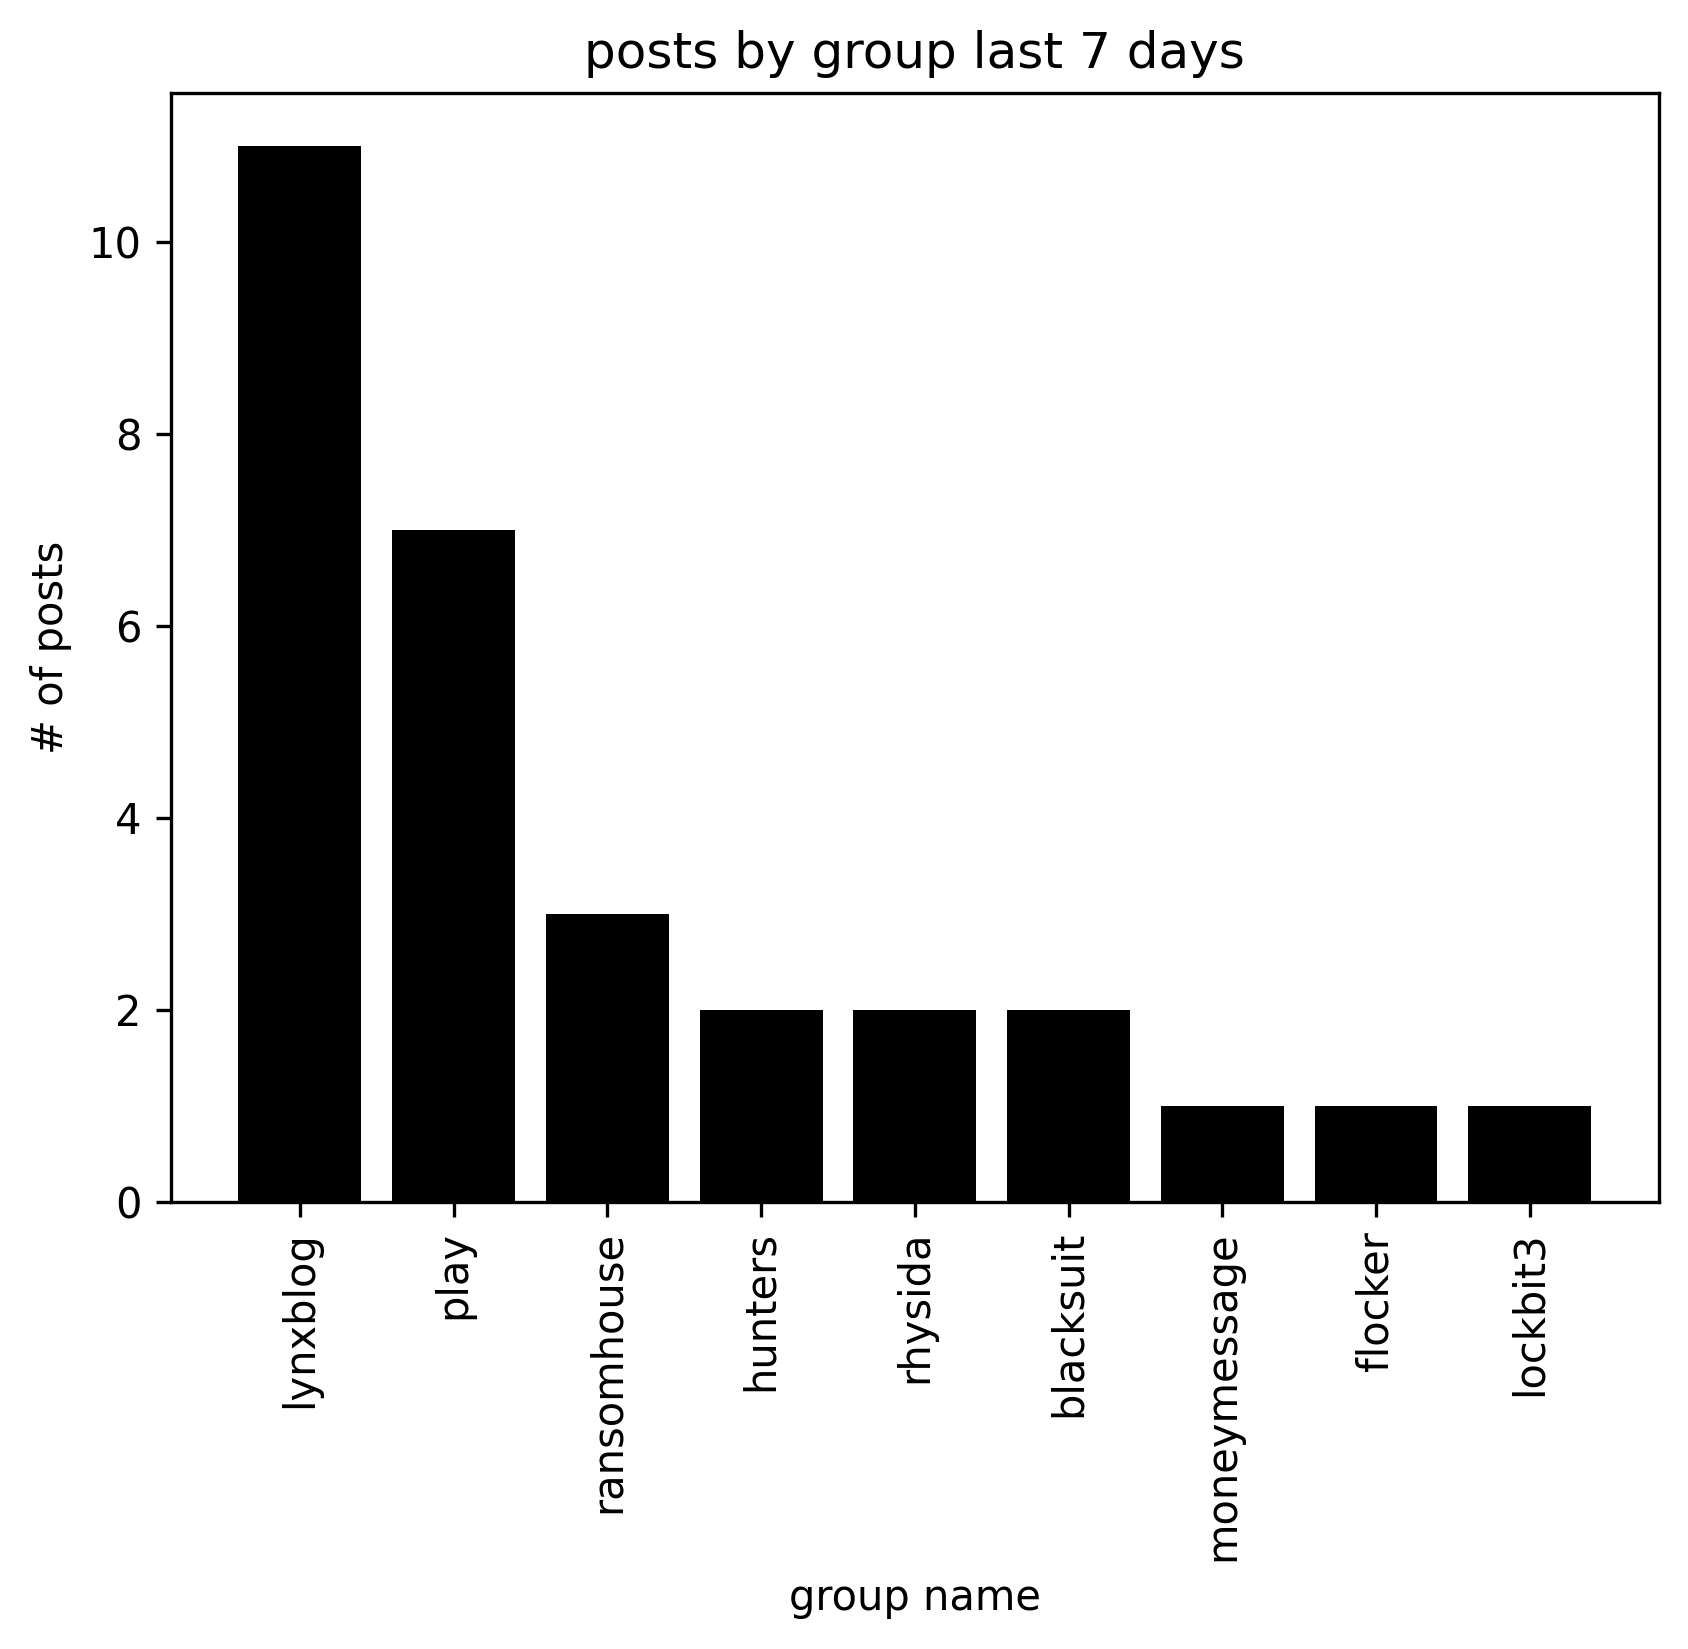 posts by group last 7 days
# of posts
10
8
6
4
2
0
lynxblog
play
ransomhouse
hunters
rhysida
blacksuit
moneymessage
flocker
lockbit3
group name